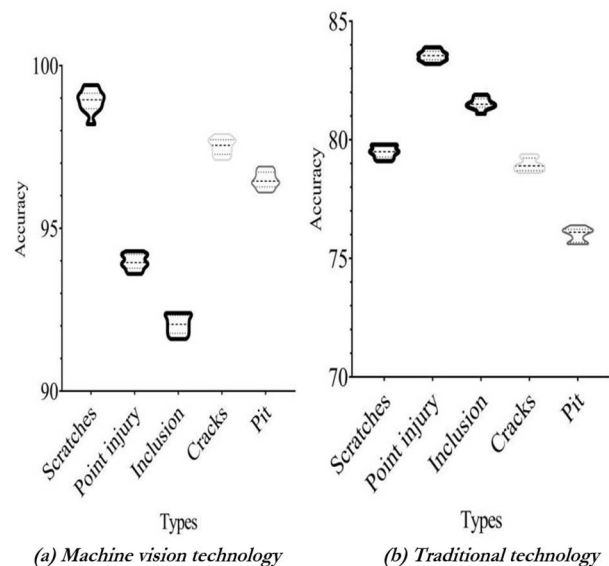 100
95
90
Accuracy
Scratches
Point injury
Inclusion
Cracks
Pit
Types
(a) Machine vision technology
85
80
75
70
Accuracy
Scratches
Point injury
Inclusion
Cracks
Pit
Types
(b) Traditional technology